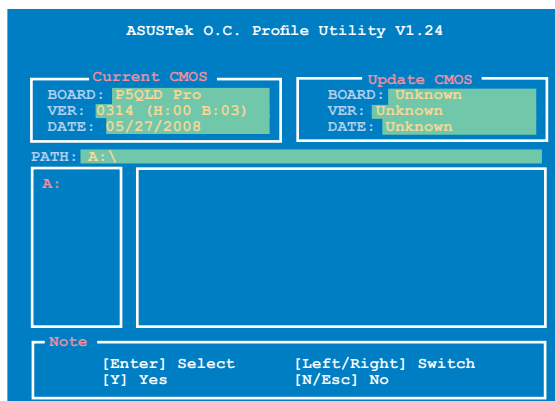 ASUSTek O.C. Profile Utility V1.24
Current CMOS
BOARD: P5QLD Pro
VER: 0314 (H:00 B:03)
DATE: 05/27/2008
Update CMOS
BOARD: Unknown
VER: Unknown
DATE: Unknown
PATH: A:\
A:
Note
[Enter] Select [Left/Right] Switch
[Y] Yes [N/Esc] No